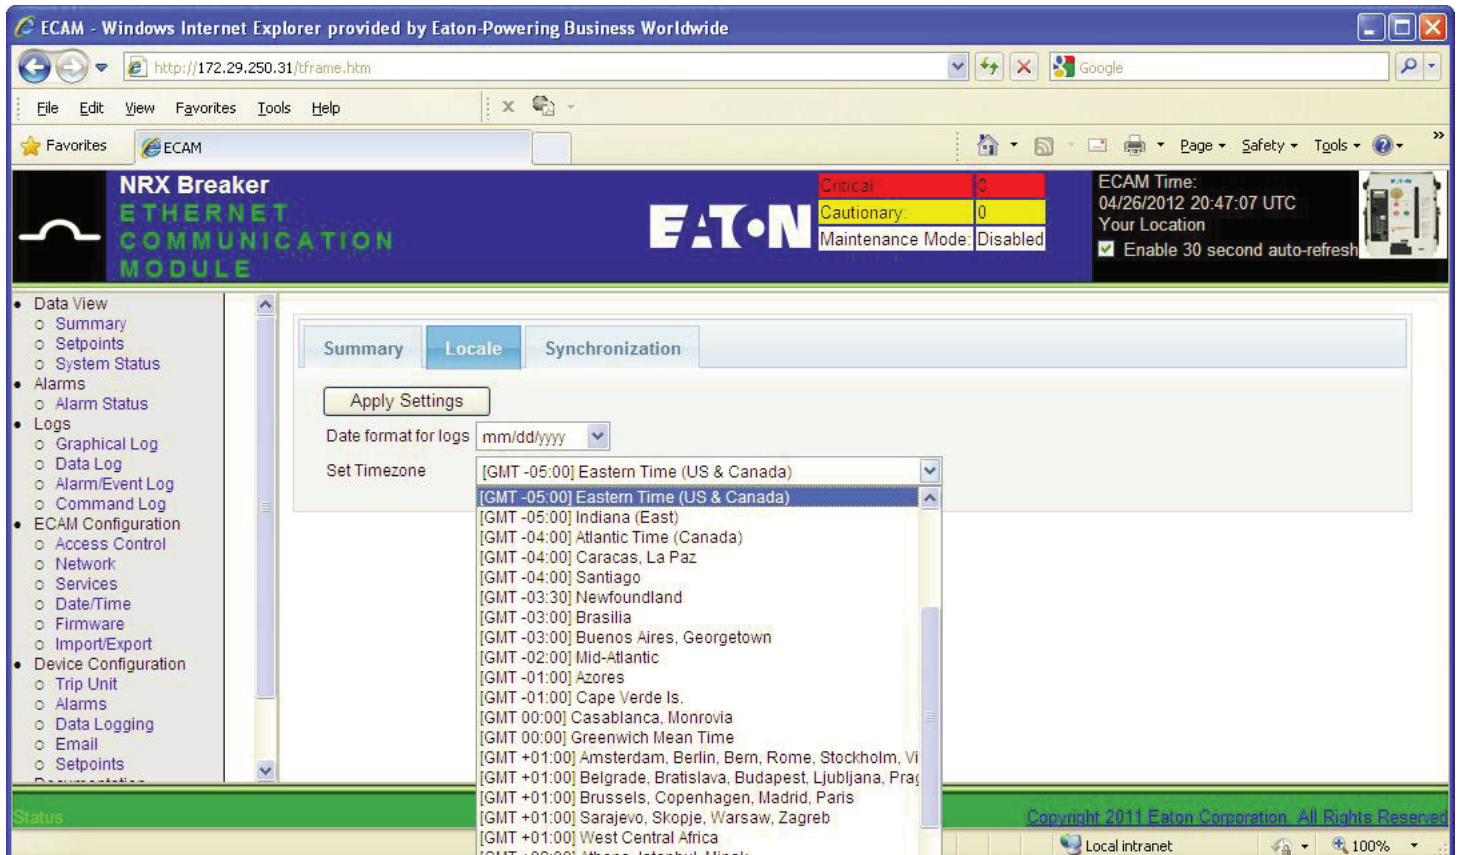 ECAM - Windows Internet Explorer provided by Eaton-Powering Business Worldwide
http://172.29.250.31/tframe.htm
Google
File Edit View Favorites Tools Help
Favorites ECAM
Page Safety Tools
NRX Breaker
ETHERNET
COMMUNICATION
MODULE
EATON
Critical:
Cautionary: 0
Maintenance Mode: Disabled
ECAM Time:
04/26/2012 20:47:07 UTC
Your Location
Enable 30 second auto-refresh
Data View
Summary
Setpoints
System Status
Alarms
Alarm Status
Logs
Graphical Log
Data Log
Alarm/Event Log
Command Log
ECAM Configuration
Access Control
Network
Services
Date/Time
Firmware
Import/Export
Device Configuration
Trip Unit
Alarms
Data Logging
Email
Setpoints
Summary Locale Synchronization
Apply Settings
Date format for logs mm/dd/yyyy
Set Timezone [GMT -05:00] Eastern Time (US & Canada)
[GMT -05:00] Eastern Time (US & Canada)
[GMT -05:00] Indiana (East)
[GMT -04:00] Atlantic Time (Canada)
[GMT -04:00] Caracas, La Paz
[GMT -04:00] Santiago
[GMT -03:30] Newfoundland
[GMT -03:00] Brasilia
[GMT -03:00] Buenos Aires, Georgetown
[GMT -02:00] Mid-Atlantic
[GMT -01:00] Azores
[GMT -01:00] Cape Verde Is.
[GMT 00:00] Casablanca, Monrovia
[GMT 00:00] Greenwich Mean Time
[GMT +01:00] Amsterdam, Berlin, Bern, Rome, Stockholm, Vi
[GMT +01:00] Belgrade, Bratislava, Budapest, Ljubljana, Prag
[GMT +01:00] Brussels, Copenhagen, Madrid, Paris
[GMT +01:00] Sarajevo, Skopje, Warsaw, Zagreb
[GMT +01:00] West Central Africa
Status
Copyright 2011 Eaton Corporation. All Rights Reserved
Local intranet
100%